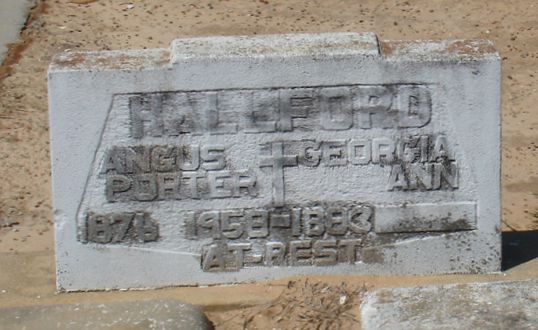 HALLFORD
ANGUS GEORGIA
PORTER ANN
1876 1958-1883
AT REST